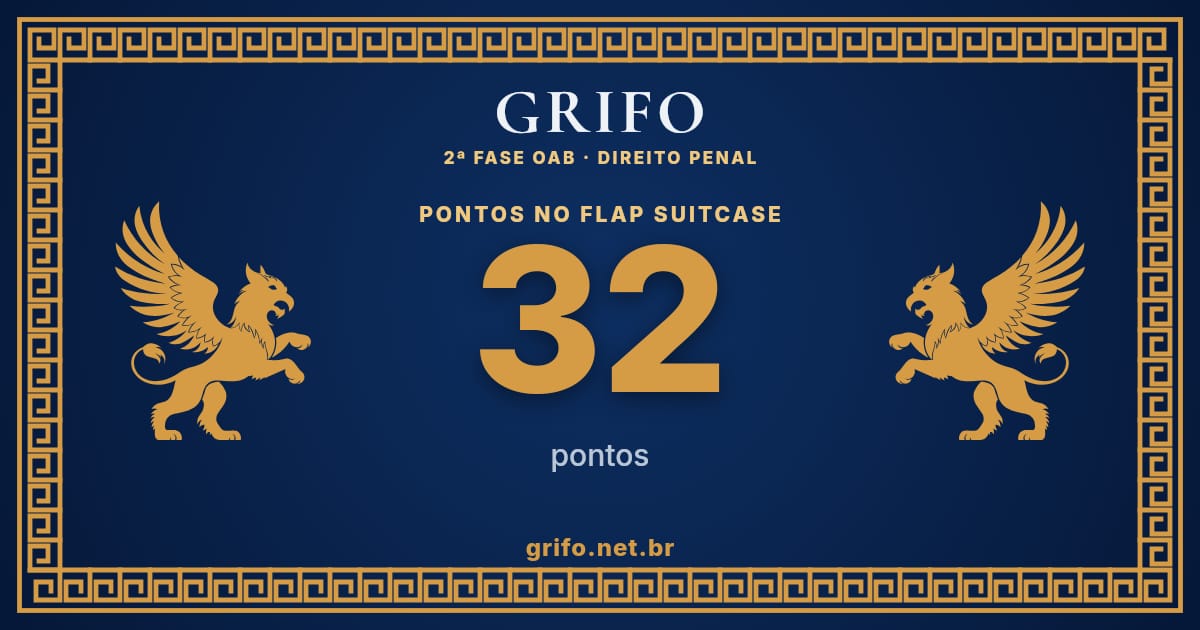 GRIFO
2ª FASE OAB · DIREITO PENAL
PONTOS NO FLAP SUITCASE
32
pontos
grifo.net.br